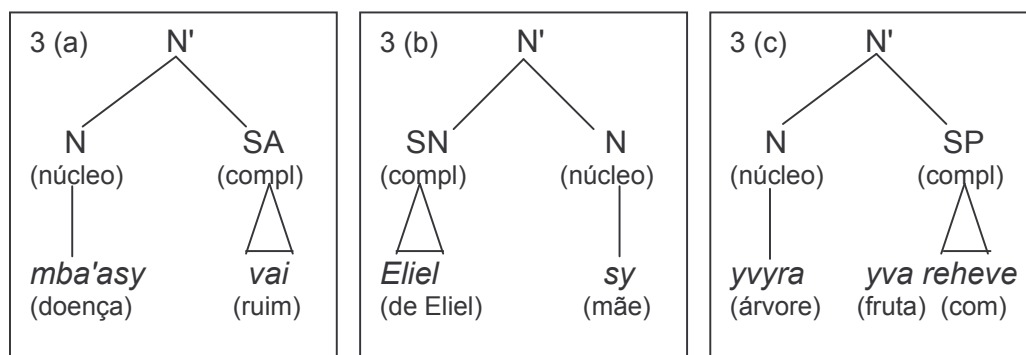 3 (a) N'
N SA
(núcleo) (compl)
mba'asy vai
(doença) (ruim)
3 (b) N'
SN N
(compl) (núcleo)
Eliel sy
(de Eliel) (mãe)
3 (c) N'
N SP
(núcleo) (compl)
yvyra yva reheve
(árvore) (fruta) (com)